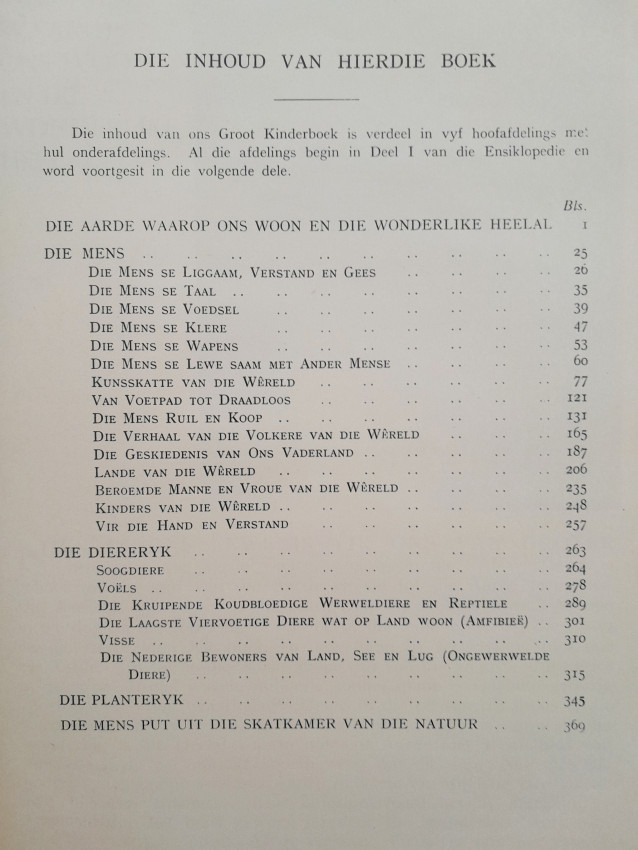 DIE INHOUD VAN HIERDIE BOEK
Die inhoud van ons Groot Kinderboek is verdeel in vyf hoofafdelings met
hul onderafdelings. Al die afdelings begin in Deel I van die Ensiklopedie en
word voortgesit in die volgende dele.
Bls.
DIE AARDE WAAROP ONS WOON EN DIE WONDERLIKE HEELAL 1
DIE MENS .. .. .. .. .. .. .. .. .. .. 25
Die Mens se Liggaam, Verstand en Gees .. .. .. .. 26
Die Mens se Taal .. .. .. .. .. .. .. .. 35
Die Mens se Voedsel .. .. .. .. .. .. .. 39
Die Mens se Klere .. .. .. .. .. .. .. 47
Die Mens se Wapens .. .. .. .. .. .. .. 53
Die Mens se Lewe saam met Ander Mense .. .. .. .. 60
Kunsskatte van die Wêreld .. .. .. .. .. .. 77
Van Voetpad tot Draadloos .. .. .. .. .. .. 121
Die Mens Ruil en Koop .. .. .. .. .. .. .. 131
Die Verhaal van die Volkere van die Wêreld .. .. .. 165
Die Geskiedenis van Ons Vaderland .. .. .. .. .. 187
Lande van die Wêreld .. .. .. .. .. .. .. 206
Beroemde Manne en Vroue van die Wêreld .. .. .. .. 235
Kinders van die Wêreld .. .. .. .. .. .. .. 248
Vir die Hand en Verstand .. .. .. .. .. .. 257
DIE DIERERYK .. .. .. .. .. .. .. .. .. 263
Soogdiere .. .. .. .. .. .. .. .. .. 264
Voëls .. .. .. .. .. .. .. .. .. .. 278
Die Kruipende Koudbloedige Werweldiere en Reptiele .. 289
Die Laagste Viervoetige Diere wat op Land woon (Amfibieë) .. 301
Visse .. .. .. .. .. .. .. .. .. .. 310
Die Nederige Bewoners van Land, See en Lug (Ongewerwelde
Diere) .. .. .. .. .. .. .. .. .. 315
DIE PLANTERYK .. .. .. .. .. .. .. .. .. 345
DIE MENS PUT UIT DIE SKATKAMER VAN DIE NATUUR .. .. 369